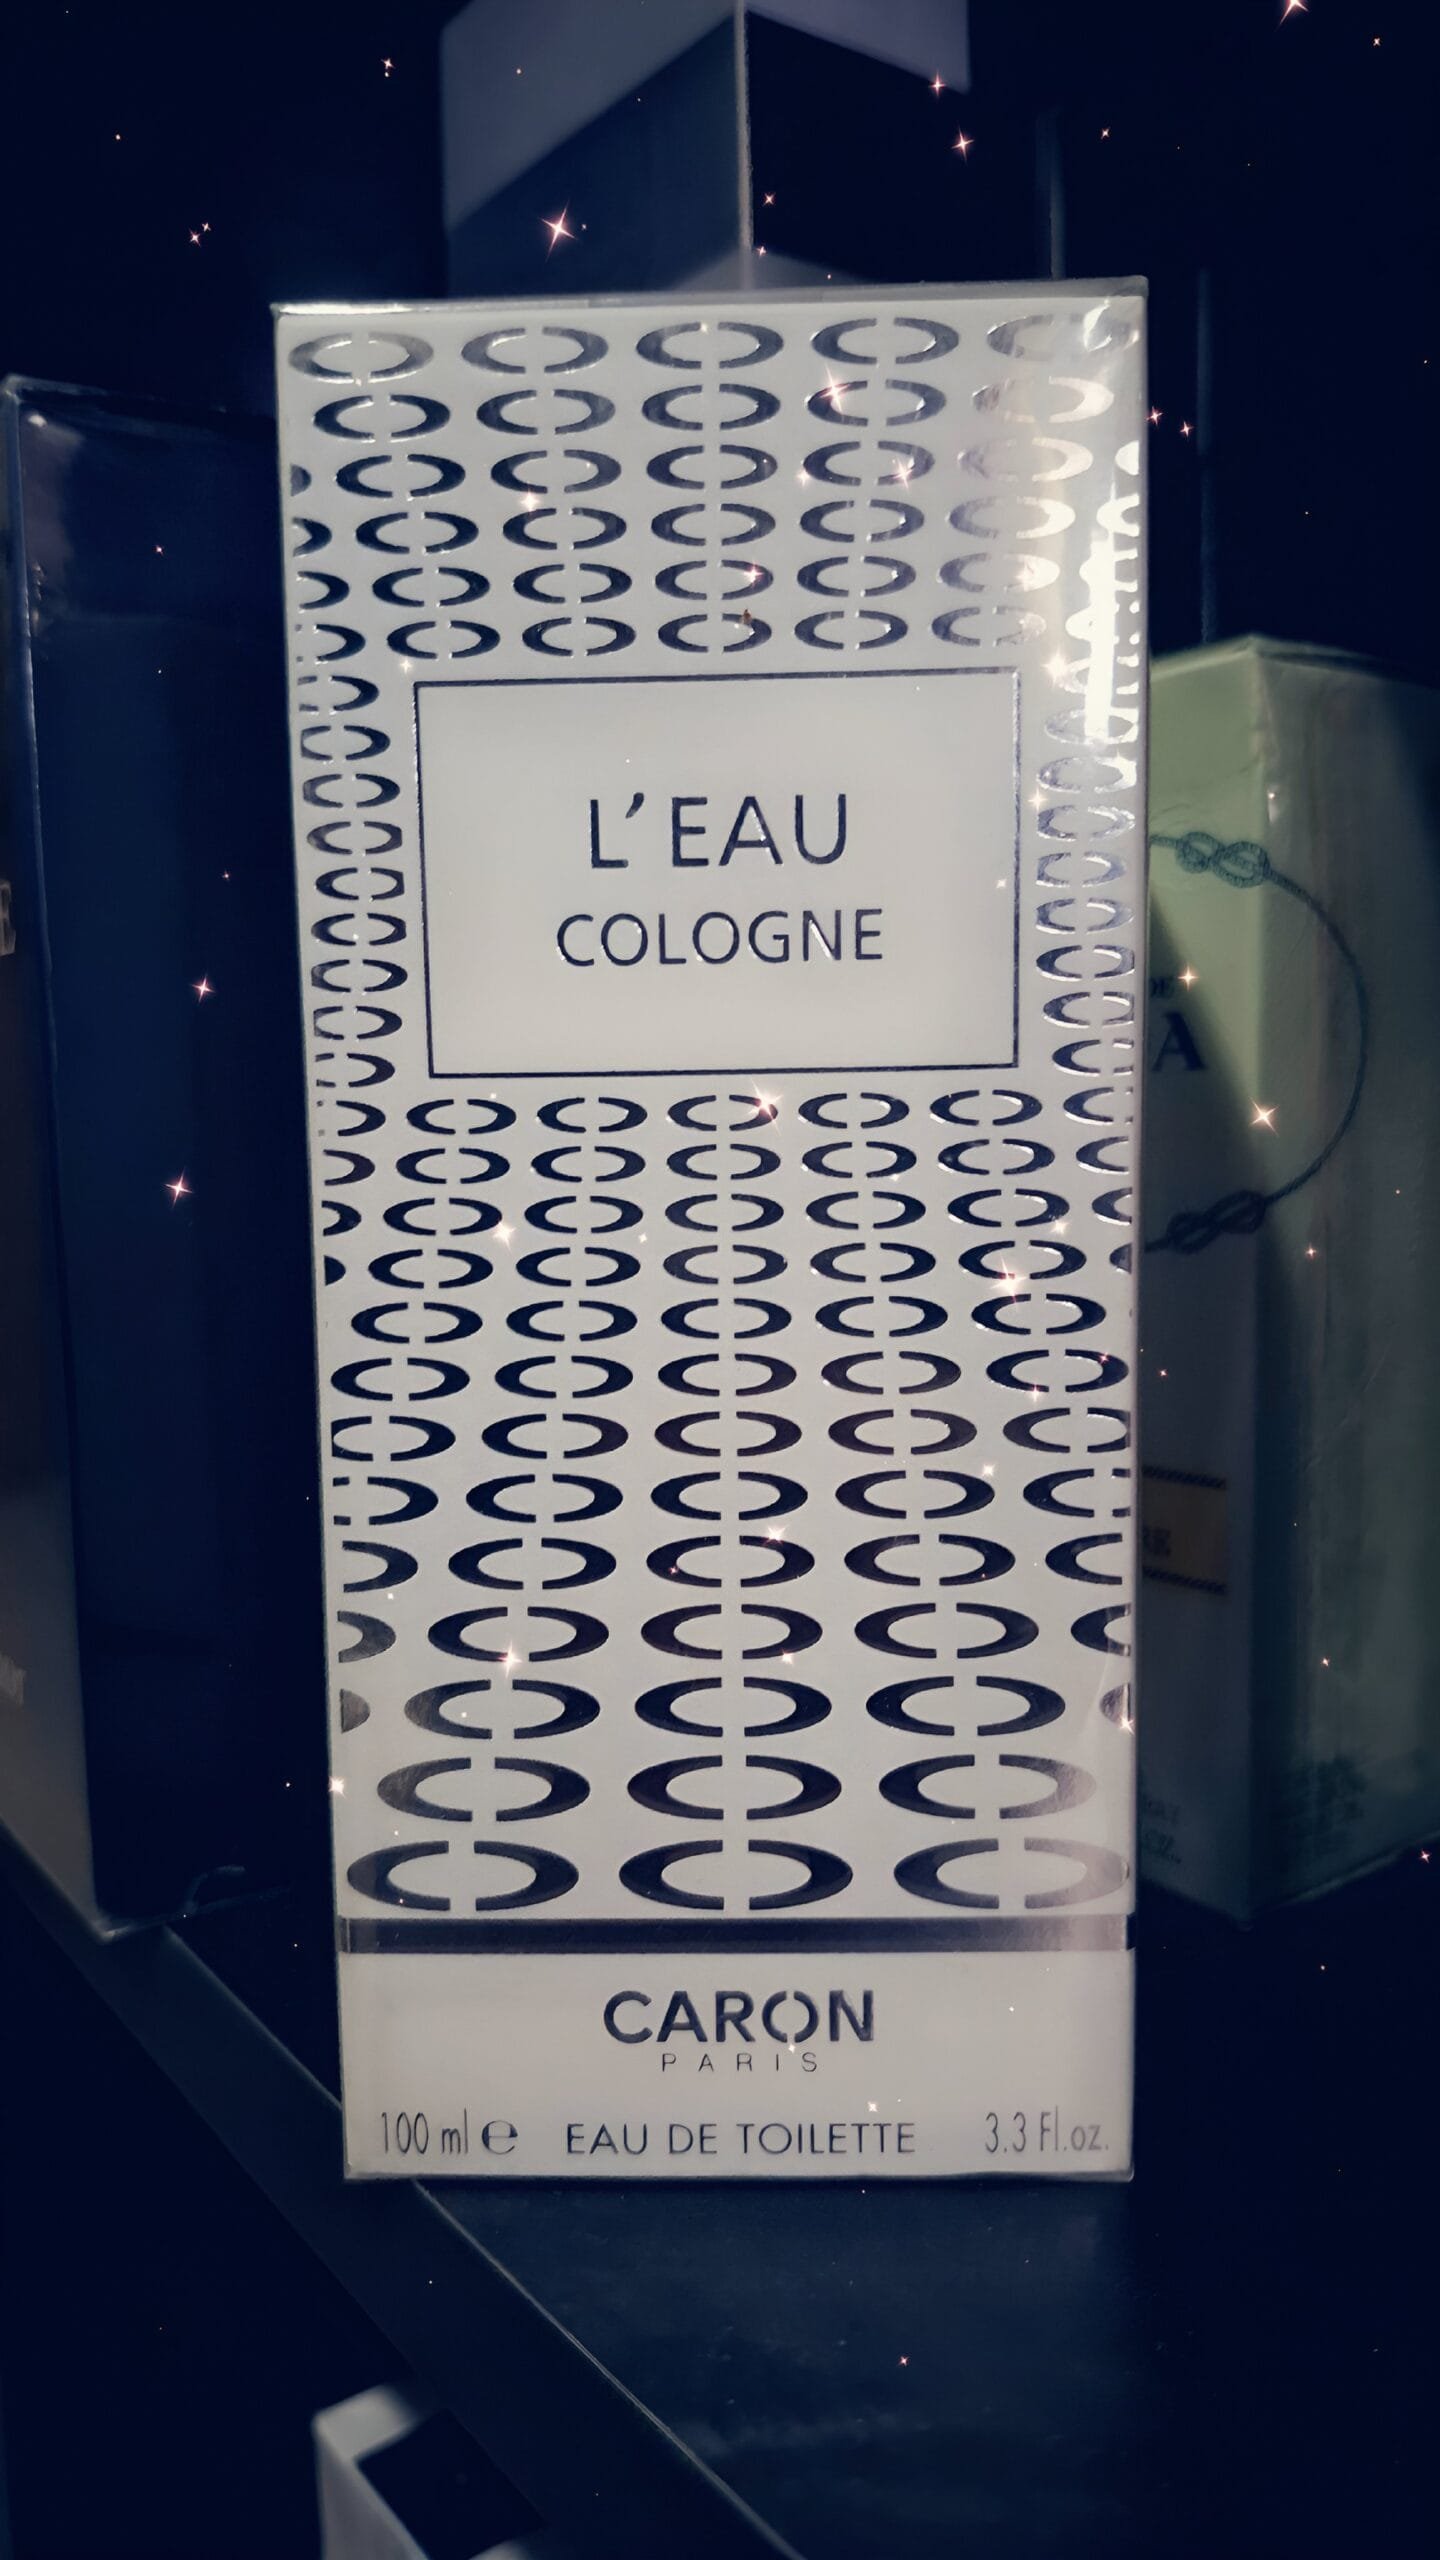 L'EAU
COLOGNE
CARON
PARIS
100 ml e EAU DE TOILETTE 3.3 Fl.oz.